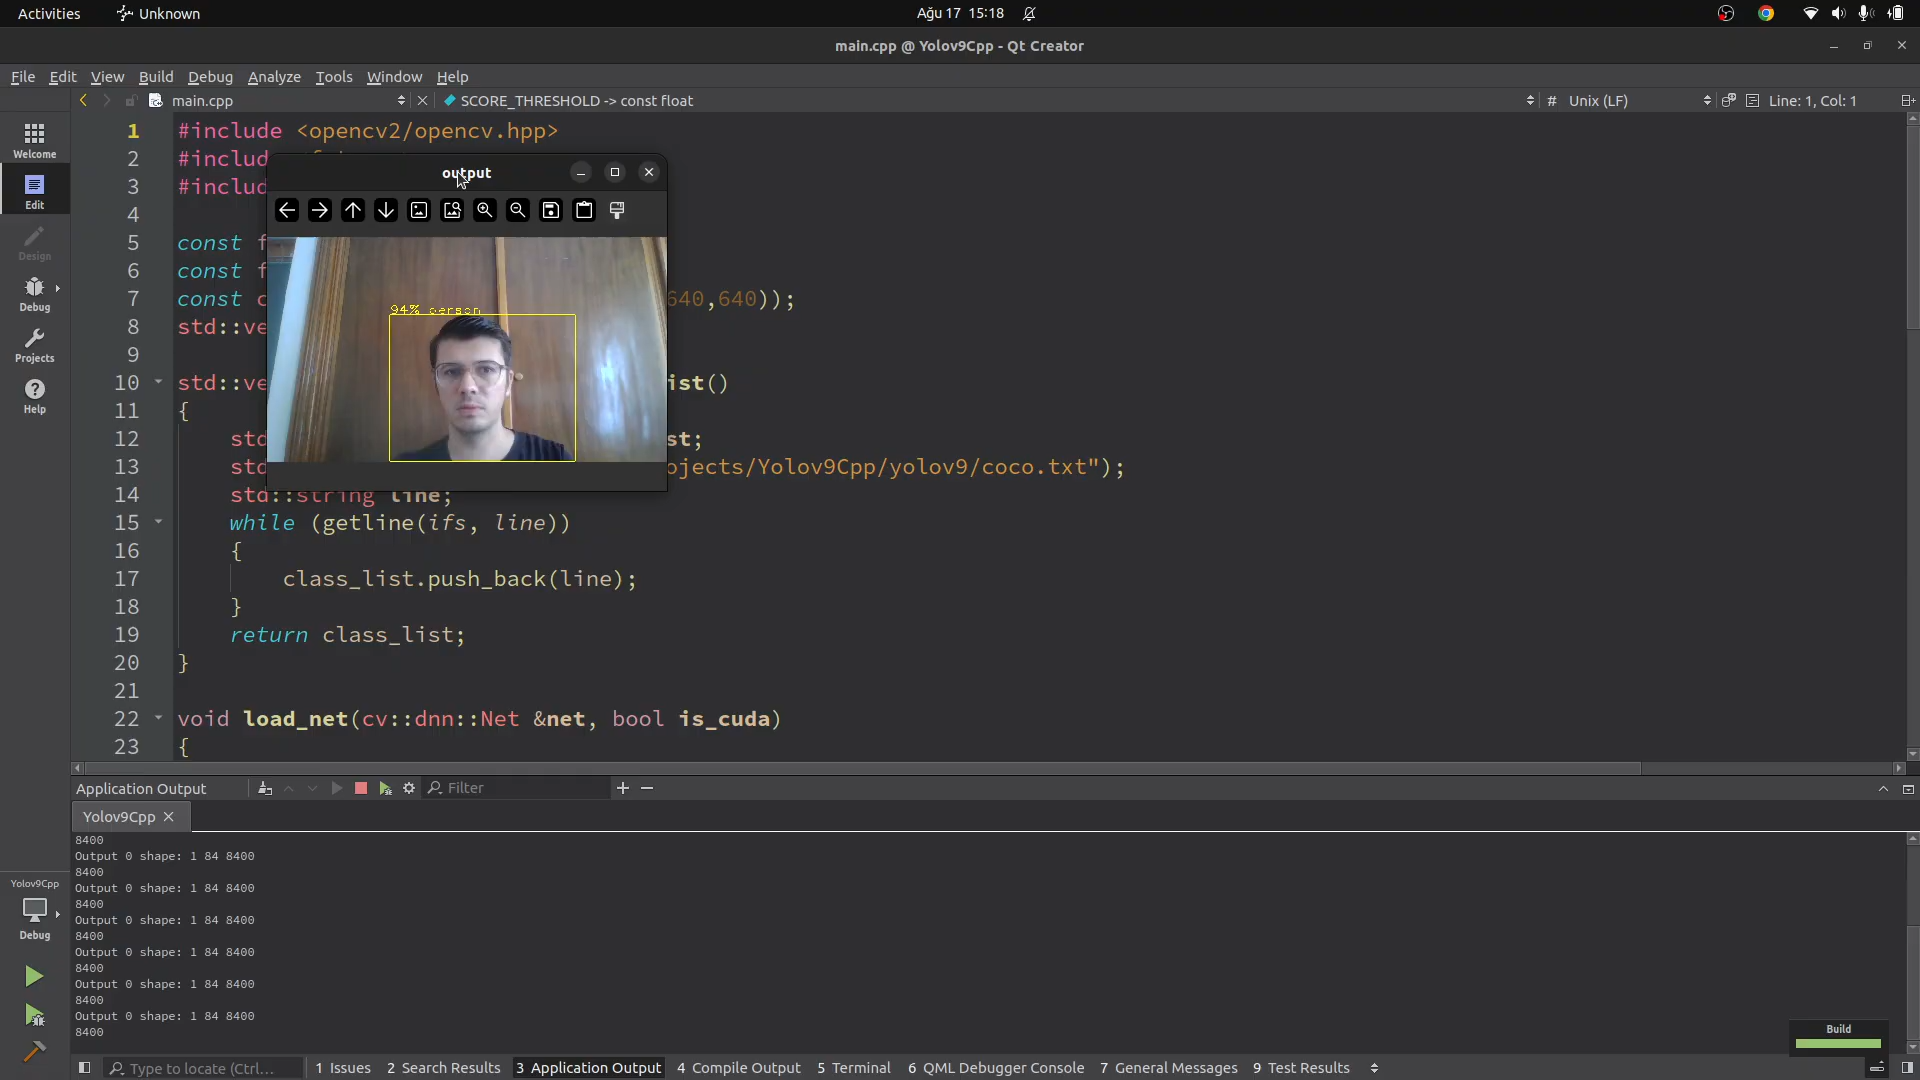 Activities
Unknown
Ağu 17 15:18
main.cpp @ Yolov9Cpp - Qt Creator
File Edit View Build Debug Analyze Tools Window Help
main.cpp
SCORE_THRESHOLD -> const float
# Unix (LF)
Line: 1, Col: 1
Welcome
Edit
Design
Debug
Projects
Help
1 #include <opencv2/opencv.hpp>
2 #includ
3 #includ
4
5 const f
6 const f
7 const c 640,640));
8 std::ve
9
10 std::ve ist()
11 {
12 std st;
13 std ojects/Yolov9Cpp/yolov9/coco.txt");
14 std::string line;
15 while (getline(ifs, line))
16 {
17 class_list.push_back(line);
18 }
19 return class_list;
20 }
21
22 void load_net(cv::dnn::Net &net, bool is_cuda)
23 {
output
94% person
Application Output
Filter
Yolov9Cpp
8400
Output 0 shape: 1 84 8400
8400
Output 0 shape: 1 84 8400
8400
Output 0 shape: 1 84 8400
8400
Output 0 shape: 1 84 8400
8400
Output 0 shape: 1 84 8400
8400
Output 0 shape: 1 84 8400
8400
Yolov9Cpp
Debug
Build
Type to locate (Ctrl...
1 Issues
2 Search Results
3 Application Output
4 Compile Output
5 Terminal
6 QML Debugger Console
7 General Messages
9 Test Results